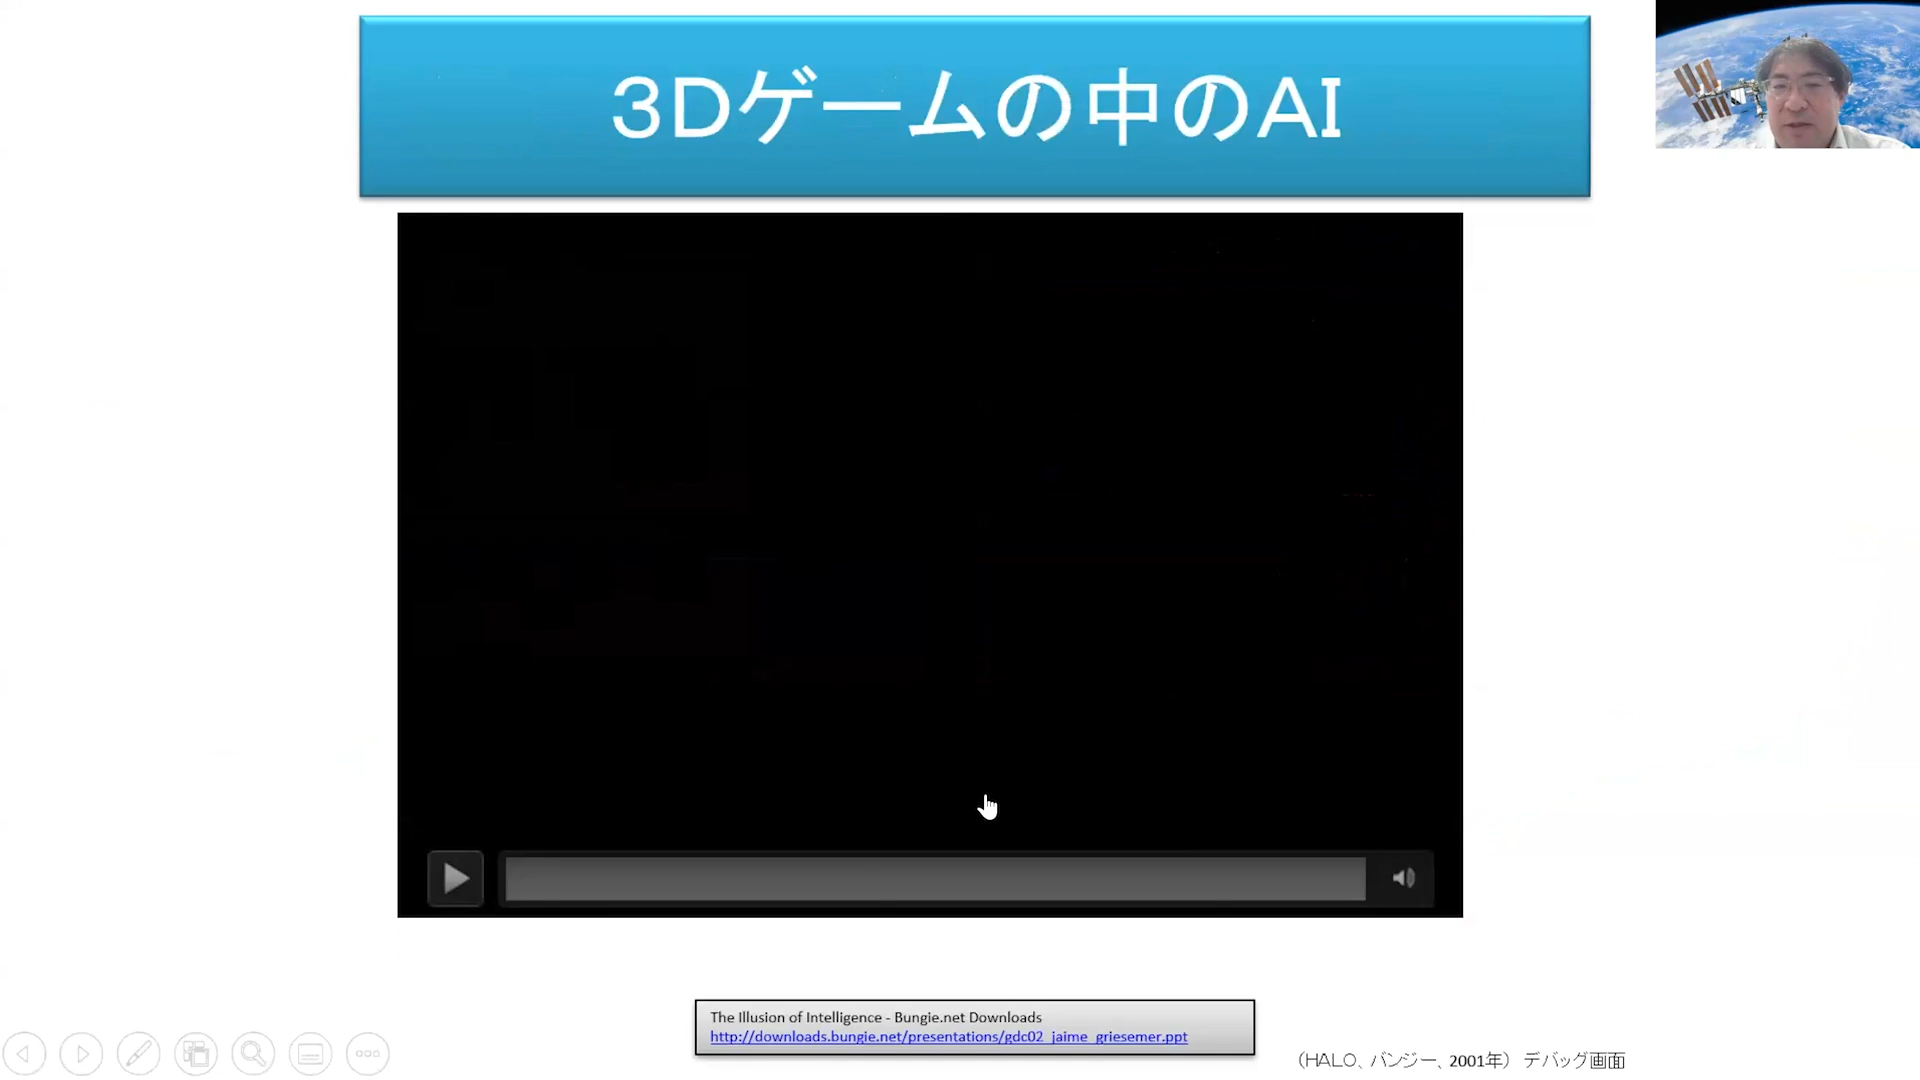 3Dゲームの中のAI
The Illusion of Intelligence - Bungie.net Downloads
http://downloads.bungie.net/presentations/gdc02_jaime_griesemer.ppt
（HALO、バンジー、2001年） デバッグ画面